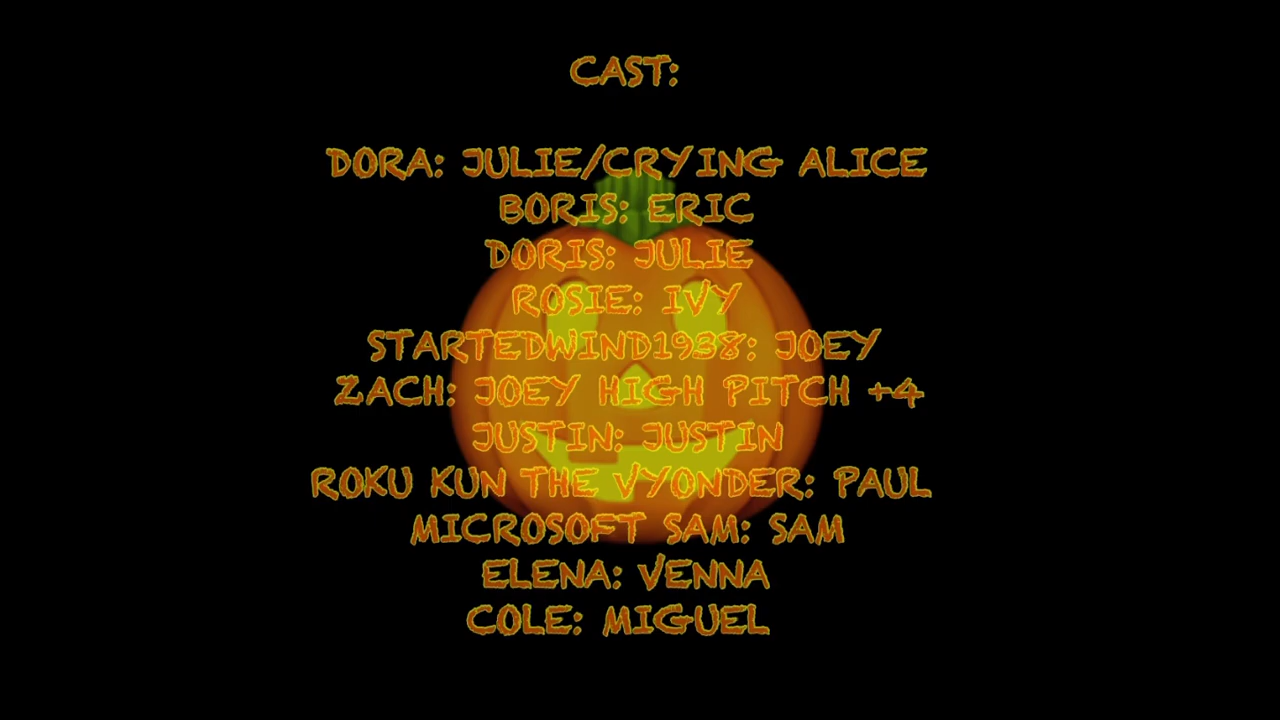 CAST:
DORA: JULIE/CRYING ALICE
BORIS: ERIC
DORIS: JULIE
ROSIE: IVY
STARTEDWIND1938: JOEY
ZACH: JOEY HIGH PITCH +4
JUSTIN: JUSTIN
ROKU KUN THE VYONDER: PAUL
MICROSOFT SAM: SAM
ELENA: VENNA
COLE: MIGUEL